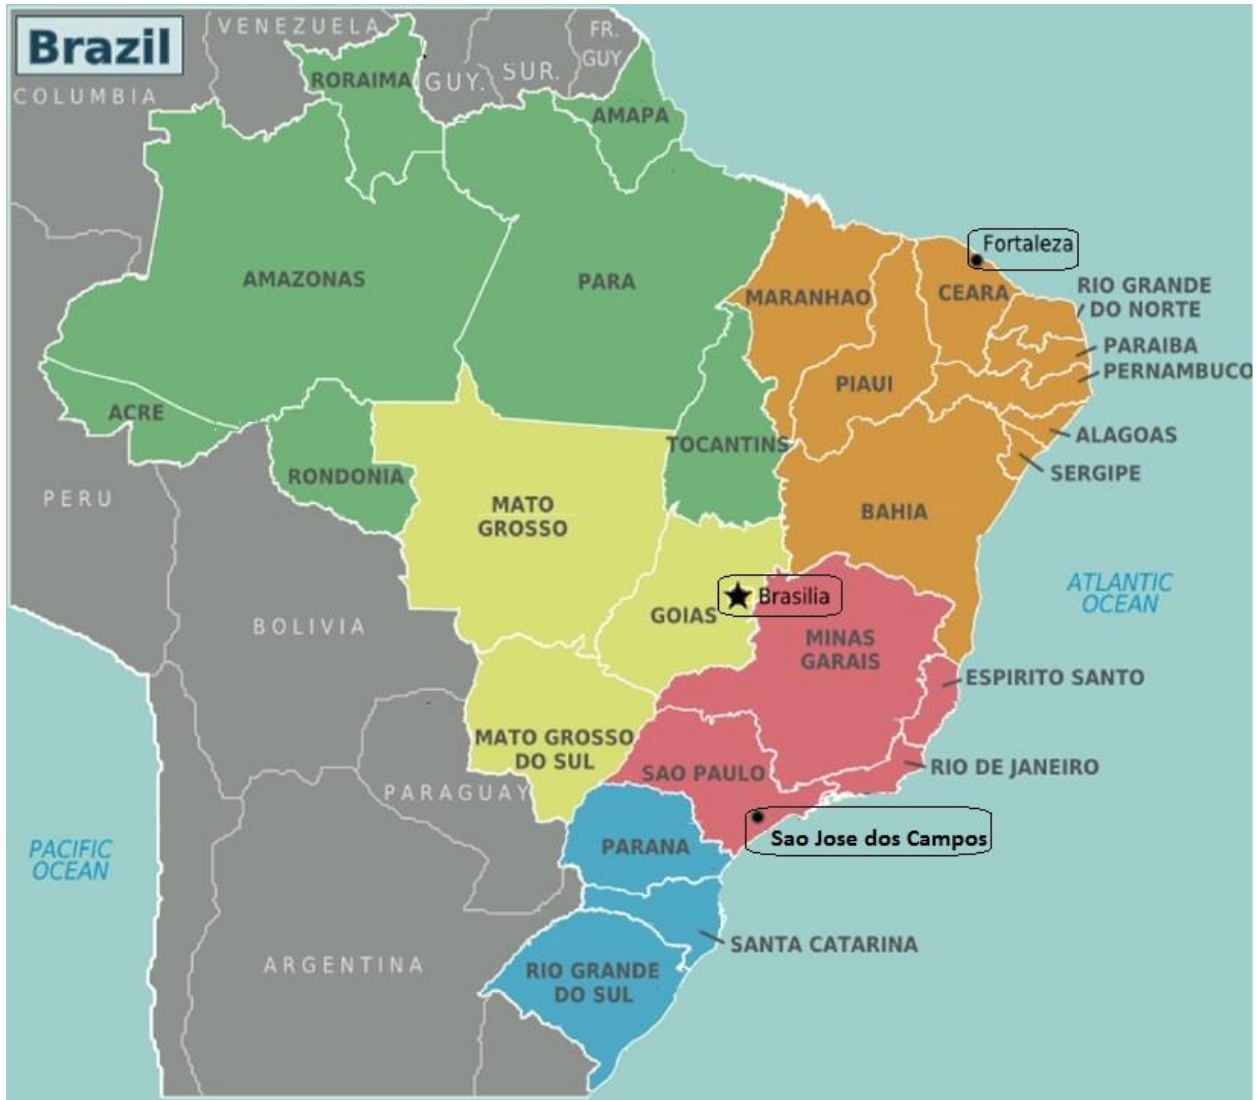 Brazil
VENEZUELA
COLUMBIA
RORAIMA
GUY.
SUR.
FR.
GUY
AMAPA
AMAZONAS
PARA
MARANHAO
CEARA
Fortaleza
RIO GRANDE
DO NORTE
PARAIBA
PERNAMBUCO
PIAUI
ACRE
RONDONIA
TOCANTINS
ALAGOAS
SERGIPE
PERU
MATO
GROSSO
BAHIA
ATLANTIC
OCEAN
Brasilia
GOIAS
BOLIVIA
MINAS
GARAIS
ESPIRITO SANTO
MATO GROSSO
DO SUL
SAO PAULO
RIO DE JANEIRO
PARAGUAY
Sao Jose dos Campos
PACIFIC
OCEAN
PARANA
SANTA CATARINA
ARGENTINA
RIO GRANDE
DO SUL